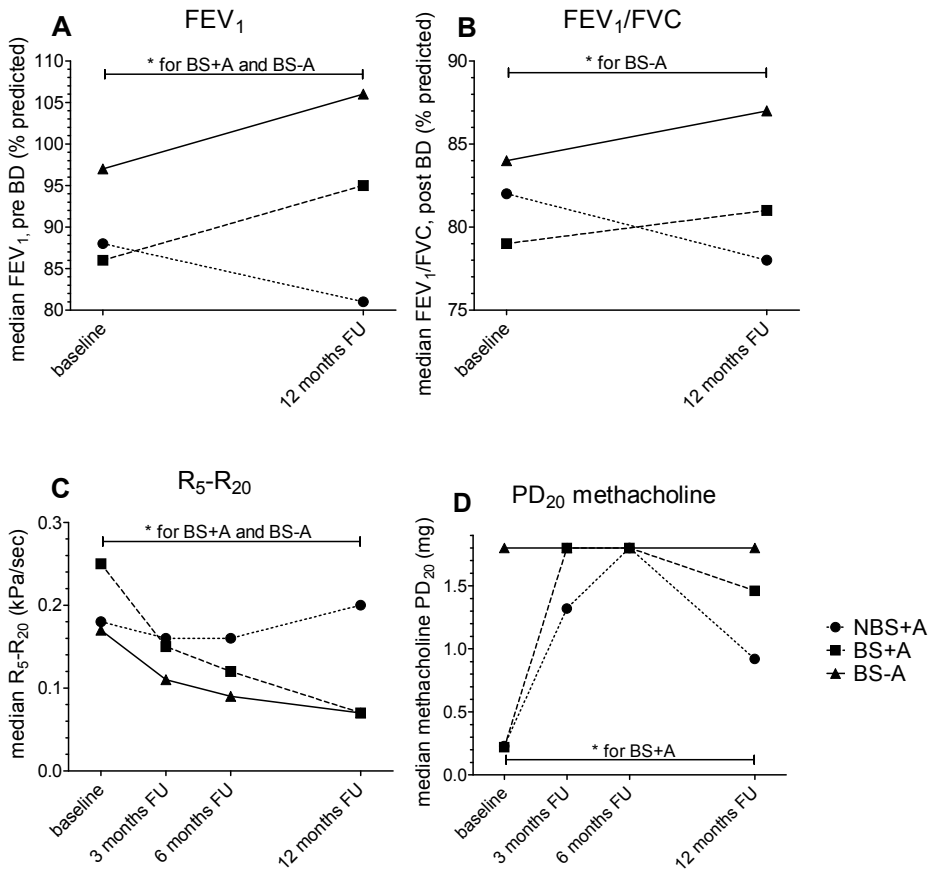 A
FEV₁
* for BS+A and BS-A
median FEV₁, pre BD (% predicted)
110
105
100
95
90
85
80
baseline
12 months FU
B
FEV₁/FVC
* for BS-A
median FEV₁/FVC, post BD (% predicted)
90
85
80
75
baseline
12 months FU
C
R₅-R₂₀
* for BS+A and BS-A
median R₅-R₂₀ (kPa/sec)
0.3
0.2
0.1
0.0
baseline
3 months FU
6 months FU
12 months FU
D
PD₂₀ methacholine
median methacholine PD₂₀ (mg)
1.5
1.0
0.5
0.0
* for BS+A
baseline
3 months FU
6 months FU
12 months FU
NBS+A
BS+A
BS-A